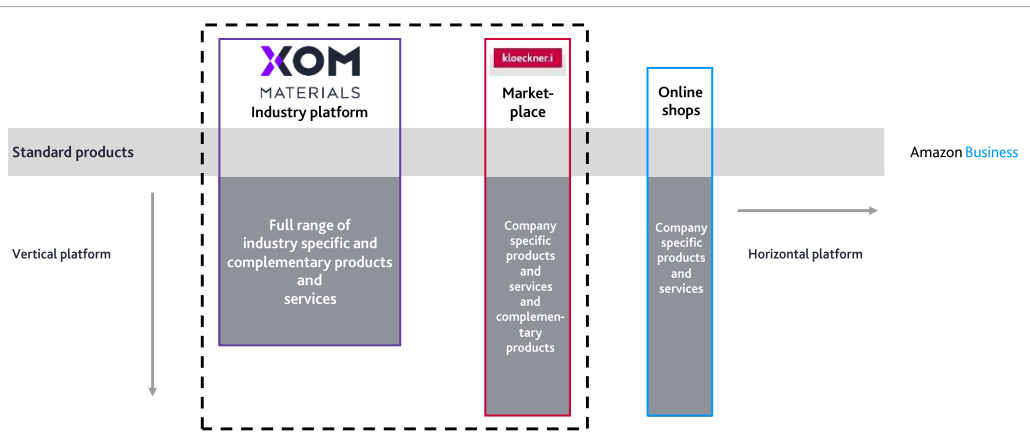 XOM
MATERIALS
Industry platform
kloeckner.i
Market-
place
Online
shops
Standard products
Amazon Business
Full range of
industry specific and
complementary products
and
services
Company
specific
products
and
services
and
complemen-
tary
products
Company
specific
products
and
services
Vertical platform
Horizontal platform